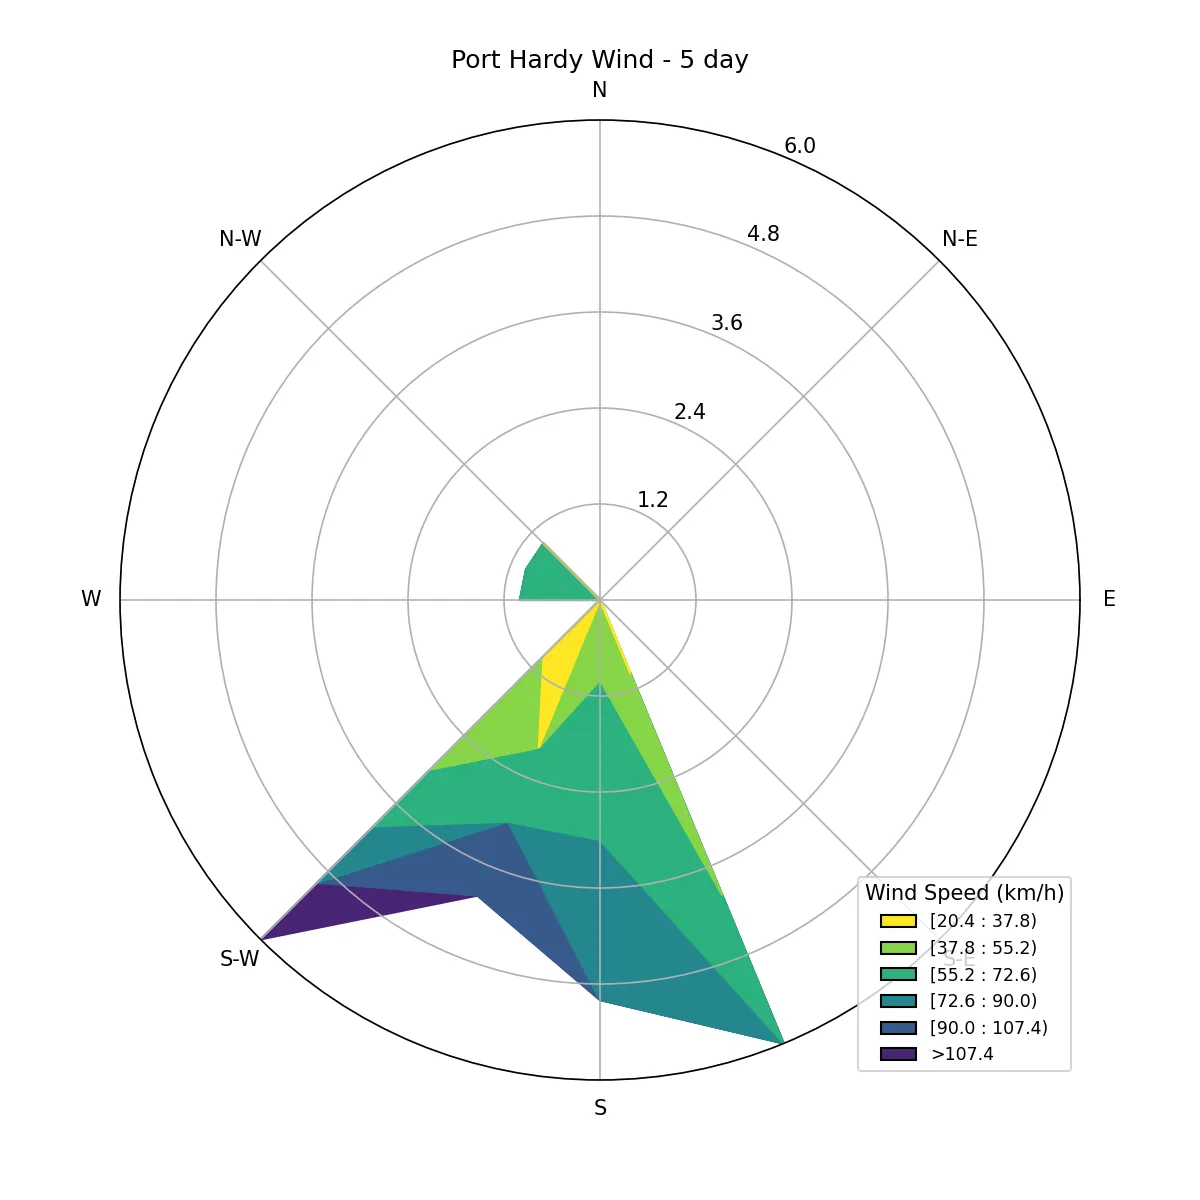 Port Hardy Wind - 5 day
N
6.0
N-W
N-E
4.8
3.6
2.4
1.2
W
E
Wind Speed (km/h)
[20.4 : 37.8)
[37.8 : 55.2)
S-W
S-E
[55.2 : 72.6)
[72.6 : 90.0)
[90.0 : 107.4)
>107.4
S